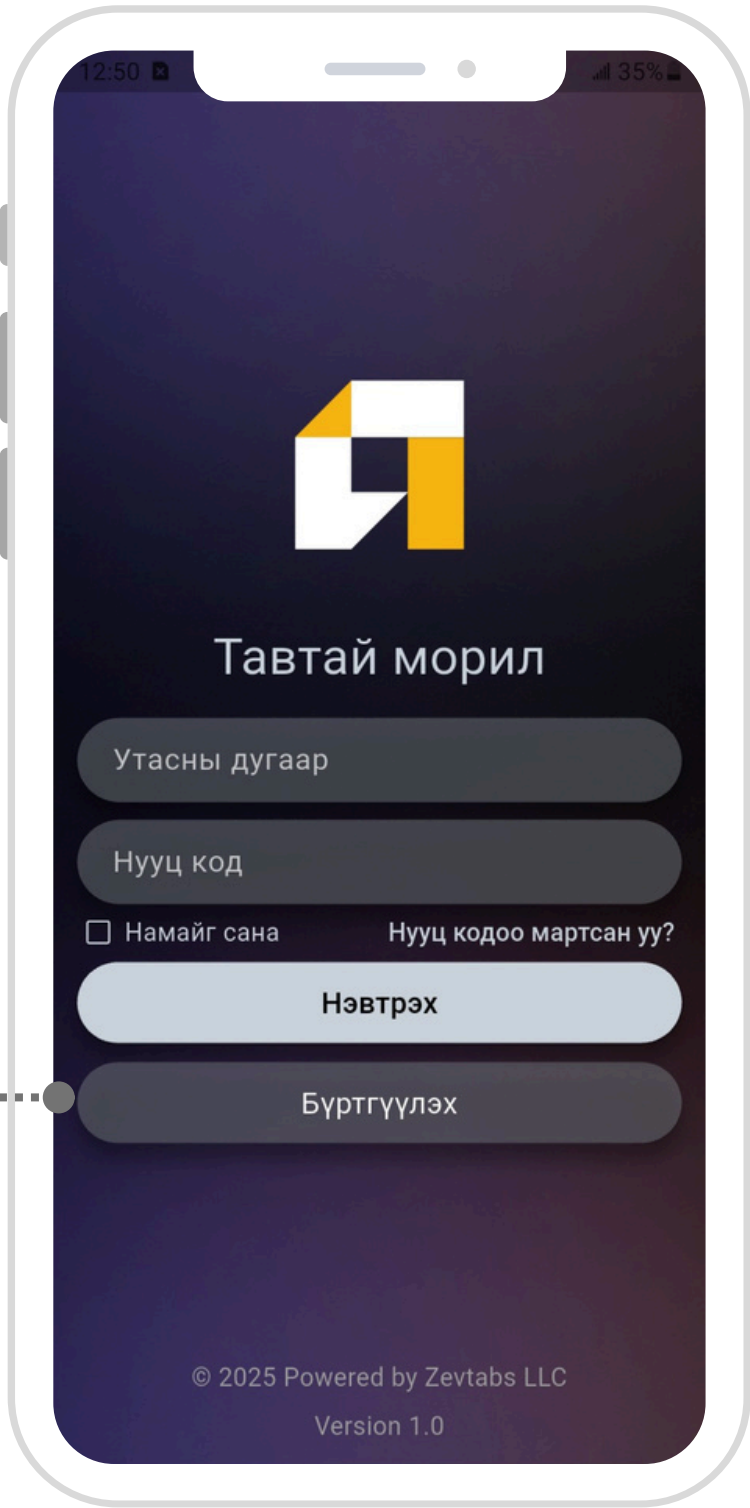 12:50 35%
Тавтай морил
Утасны дугаар
Нууц код
Намайг сана Нууц кодоо мартсан уу?
Нэвтрэх
Бүртгүүлэх
© 2025 Powered by Zevtabs LLC
Version 1.0